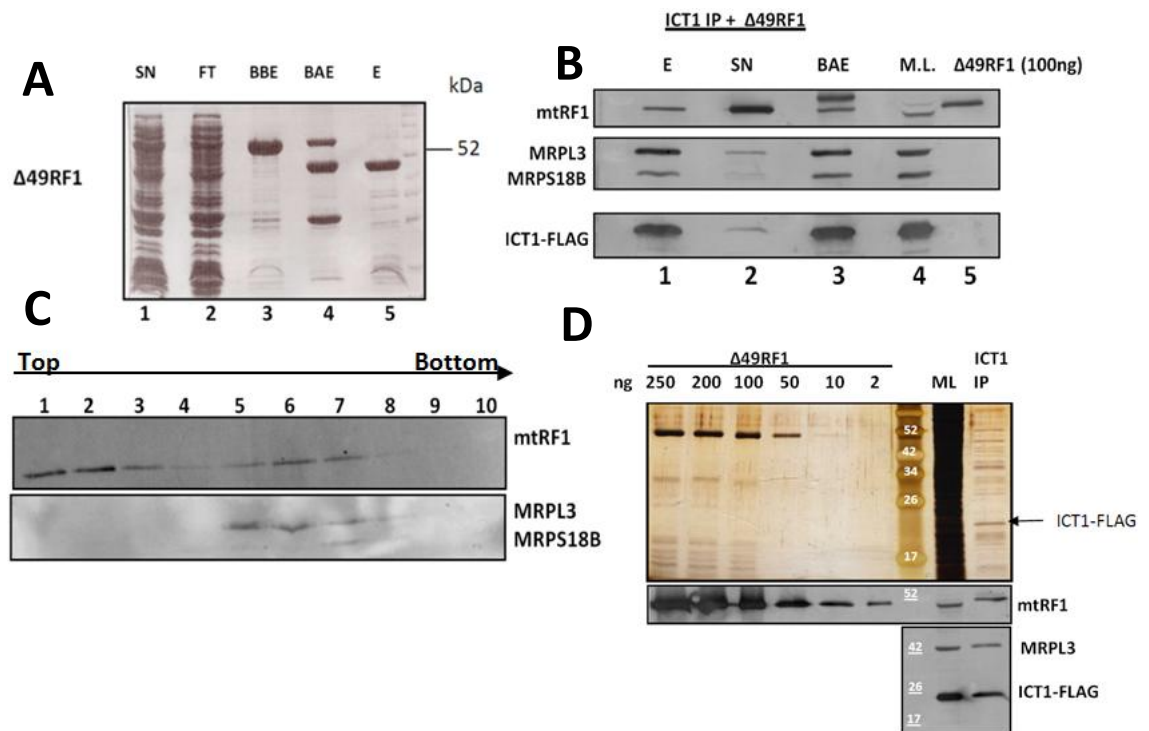 A
SN FT BBE BAE E
kDa
52
Δ49RF1
1 2 3 4 5
B
ICT1 IP + Δ49RF1
E SN BAE M.L. Δ49RF1 (100ng)
mtRF1
MRPL3
MRPS18B
ICT1-FLAG
1 2 3 4 5
C
Top Bottom
1 2 3 4 5 6 7 8 9 10
mtRF1
MRPL3
MRPS18B
D
Δ49RF1 ICT1
ng 250 200 100 50 10 2 ML IP
52
42
34
26
ICT1-FLAG
17
52
mtRF1
42 MRPL3
26 ICT1-FLAG
17